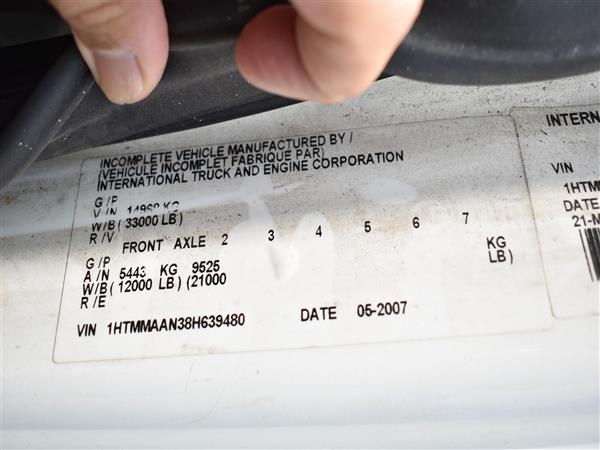 INCOMPLETE VEHICLE MANUFACTURED BY /
(VEHICULE INCOMPLET FABRIQUE PAR)
INTERNATIONAL TRUCK AND ENGINE CORPORATION
G/P
V/N 14968 KG
W/B( 33000 LB)
R/V
FRONT AXLE 2 3 4 5 6 7
G/P
A/N 5443 KG 9525 KG
W/B( 12000 LB) (21000 LB)
R/E
VIN 1HTMMAAN38H639480 DATE 05-2007
INTERN
VIN
1HTMM
DATE
21-M